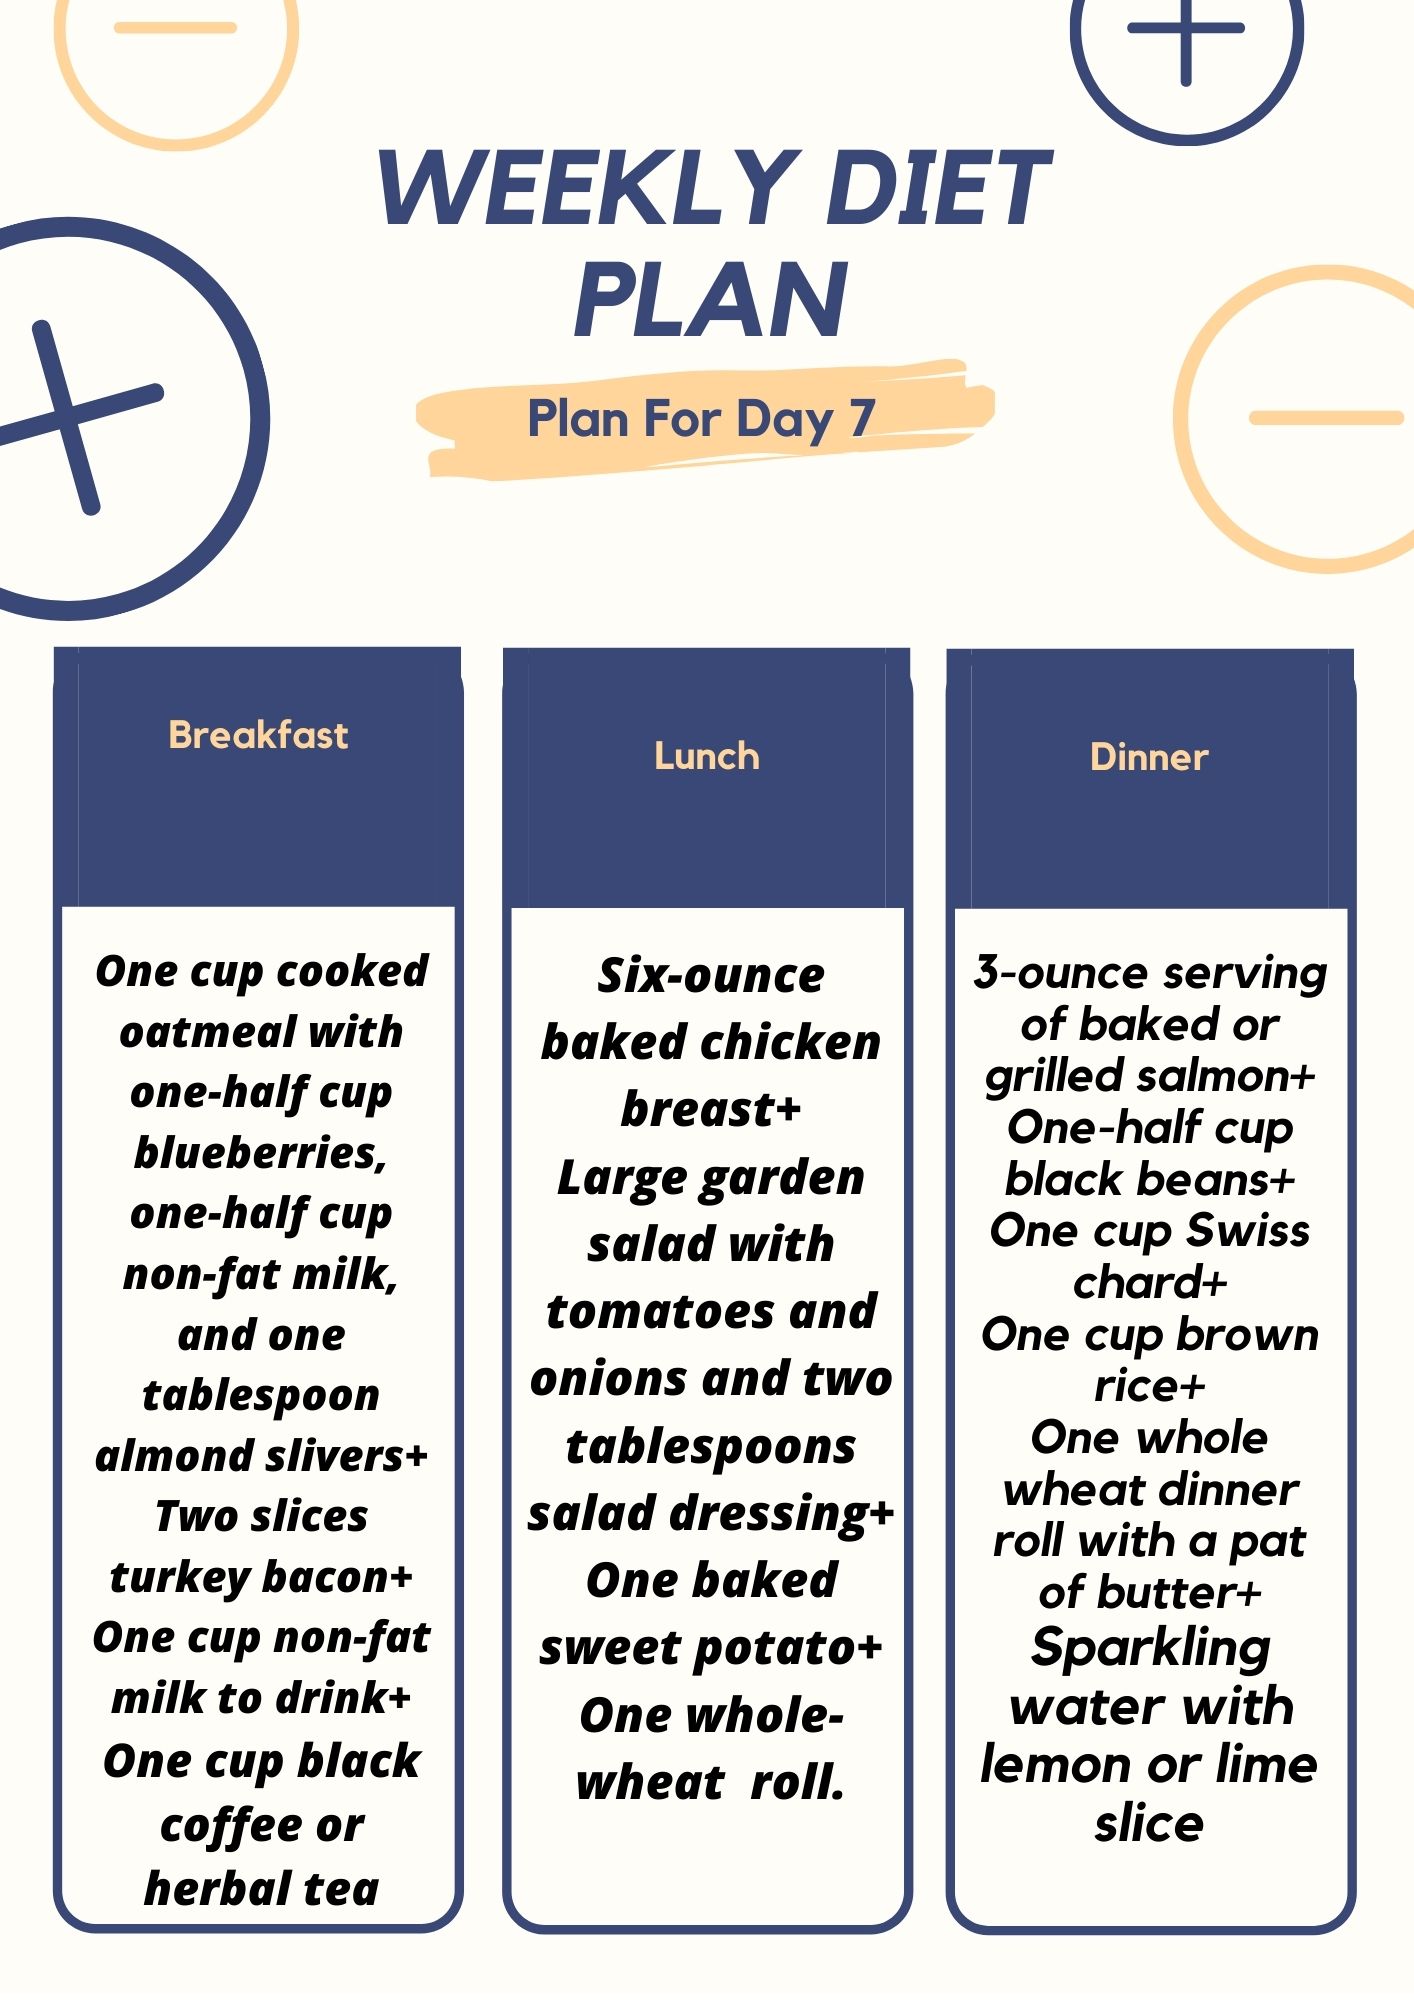 WEEKLY DIET
PLAN
Plan For Day 7
Breakfast
One cup cooked
oatmeal with
one-half cup
blueberries,
one-half cup
non-fat milk,
and one
tablespoon
almond slivers+
Two slices
turkey bacon+
One cup non-fat
milk to drink+
One cup black
coffee or
herbal tea
Lunch
Six-ounce
baked chicken
breast+
Large garden
salad with
tomatoes and
onions and two
tablespoons
salad dressing+
One baked
sweet potato+
One whole-
wheat  roll.
Dinner
3-ounce serving
of baked or
grilled salmon+
One-half cup
black beans+
One cup Swiss
chard+
One cup brown
rice+
One whole
wheat dinner
roll with a pat
of butter+
Sparkling
water with
lemon or lime
slice